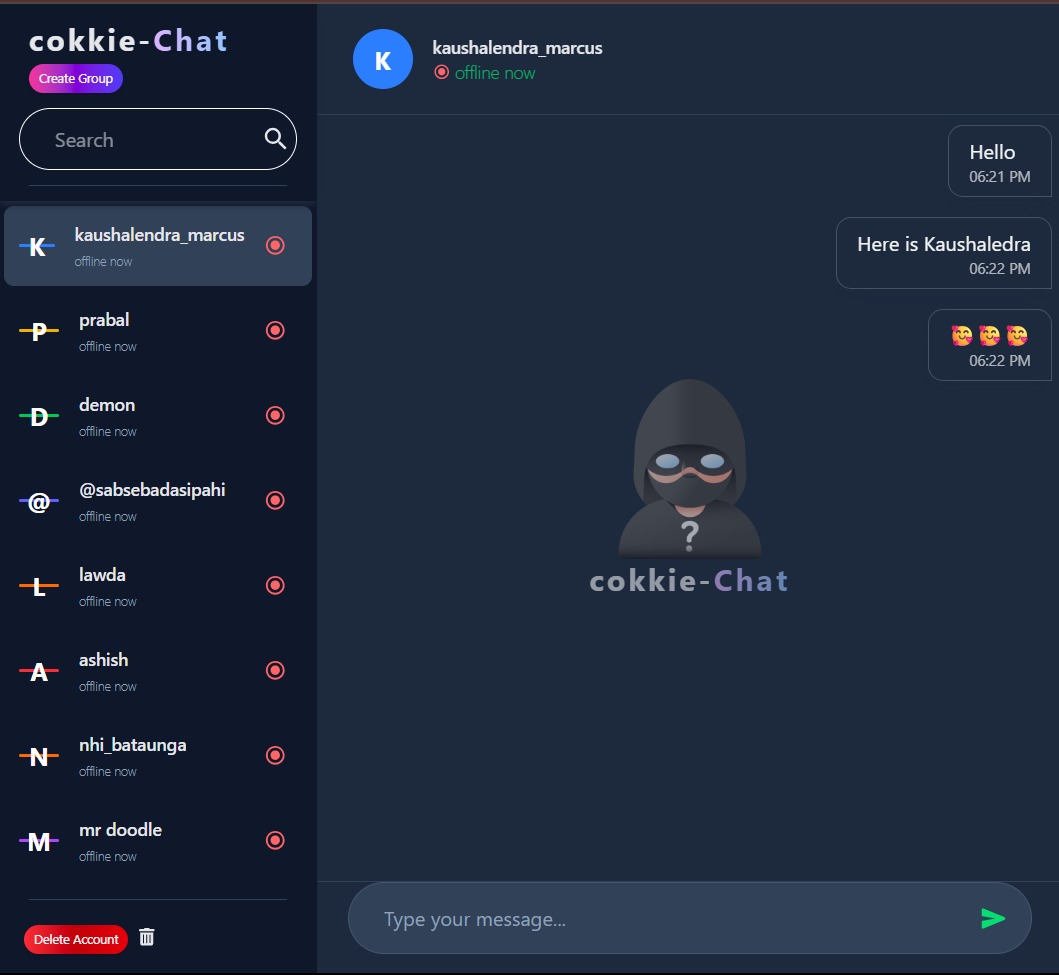 cokkie-Chat
Create Group
Search
K
kaushalendra_marcus
offline now
P
prabal
offline now
D
demon
offline now
@
@sabsebadasipahi
offline now
L
lawda
offline now
A
ashish
offline now
N
nhi_bataunga
offline now
M
mr doodle
offline now
Delete Account
K
kaushalendra_marcus
offline now
Hello
06:21 PM
Here is Kaushaledra
06:22 PM
🥰🥰🥰
06:22 PM
?
cokkie-Chat
Type your message...